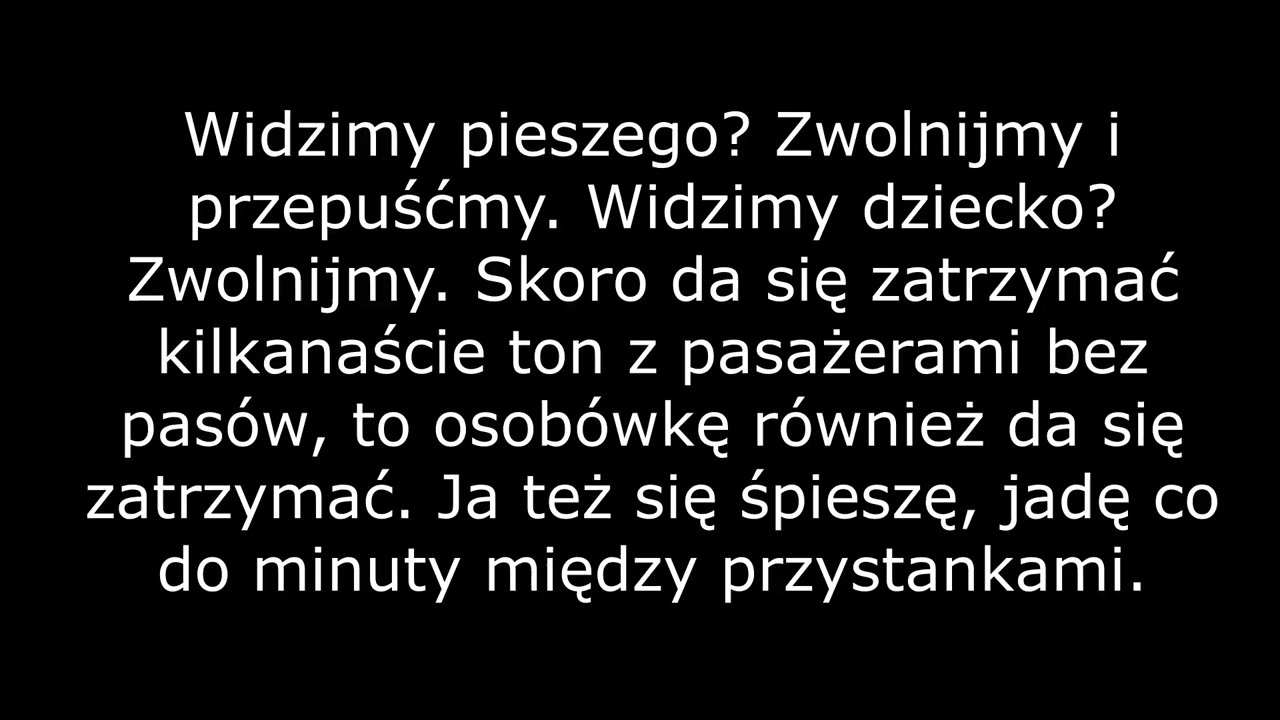 Widzimy pieszego? Zwolnijmy i
przepuśćmy. Widzimy dziecko?
Zwolnijmy. Skoro da się zatrzymać
kilkanaście ton z pasażerami bez
pasów, to osobówkę również da się
zatrzymać. Ja też się śpieszę, jadę co
do minuty między przystankami.